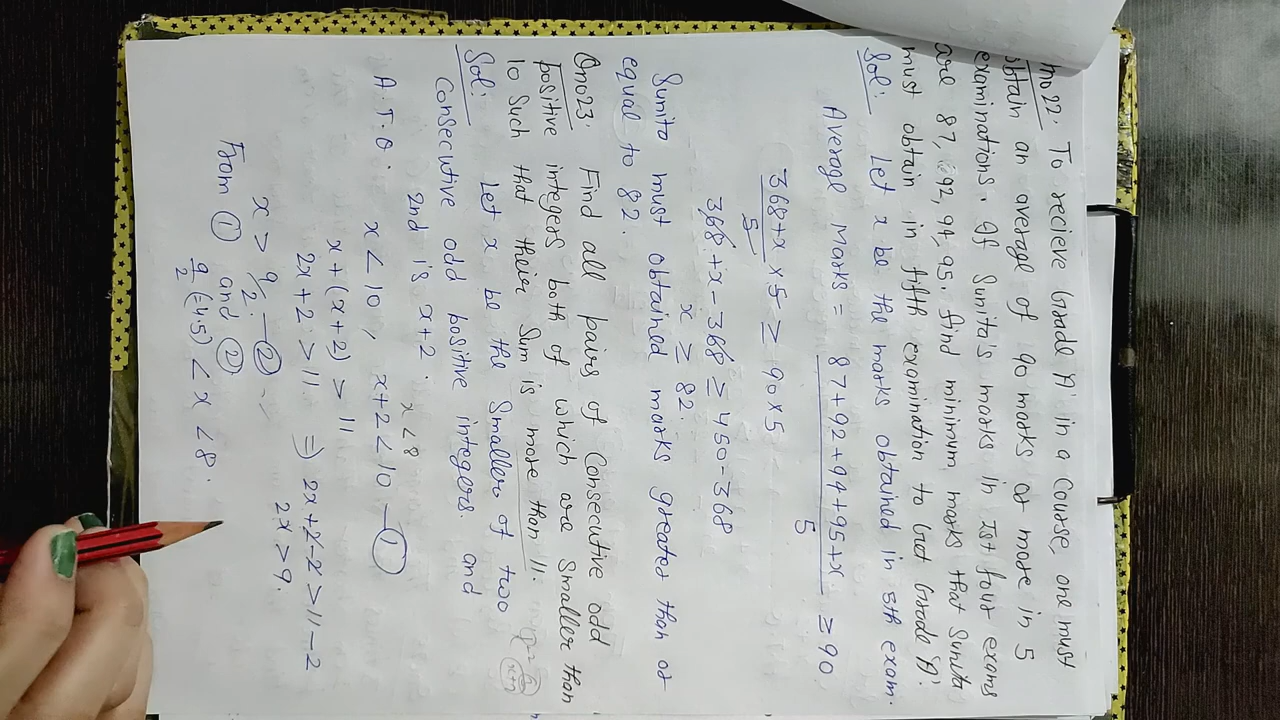 no22: To recieve Grade 'A' in a Course, one must
obtain an average of 90 marks or more in 5
examinations. If Sunita's marks in Ist four exams
are 87, 92, 94, 95. find minimum marks that Sunita
must obtain in fifth examination to Got Grade 'A'.
Sol: Let x be the marks obtained in 5th exam.
Average Marks = 87+92+94+95+x / 5 ≥ 90
368+x / 5 × 5 ≥ 90×5
368 + x - 368 ≥ 450-368
x ≥ 82.
Sunita must obtained marks greater than or
equal to 82.
Qno23. Find all pairs of Consecutive odd
positive integers both of which are Smaller than
10 Such that their Sum is more than 11.
Sol: Let x be the Smaller of two
Consecutive odd positive integers. and
2nd is x+2.
x < 8
A.T.Q. x < 10, x+2 < 10 — ①
x + (x+2) > 11
2x + 2 > 11 ⇒ 2x+2-2 > 11-2
2x > 9.
x > 9/2. — ②
From ① and ②
9/2 (=4.5) < x < 8.